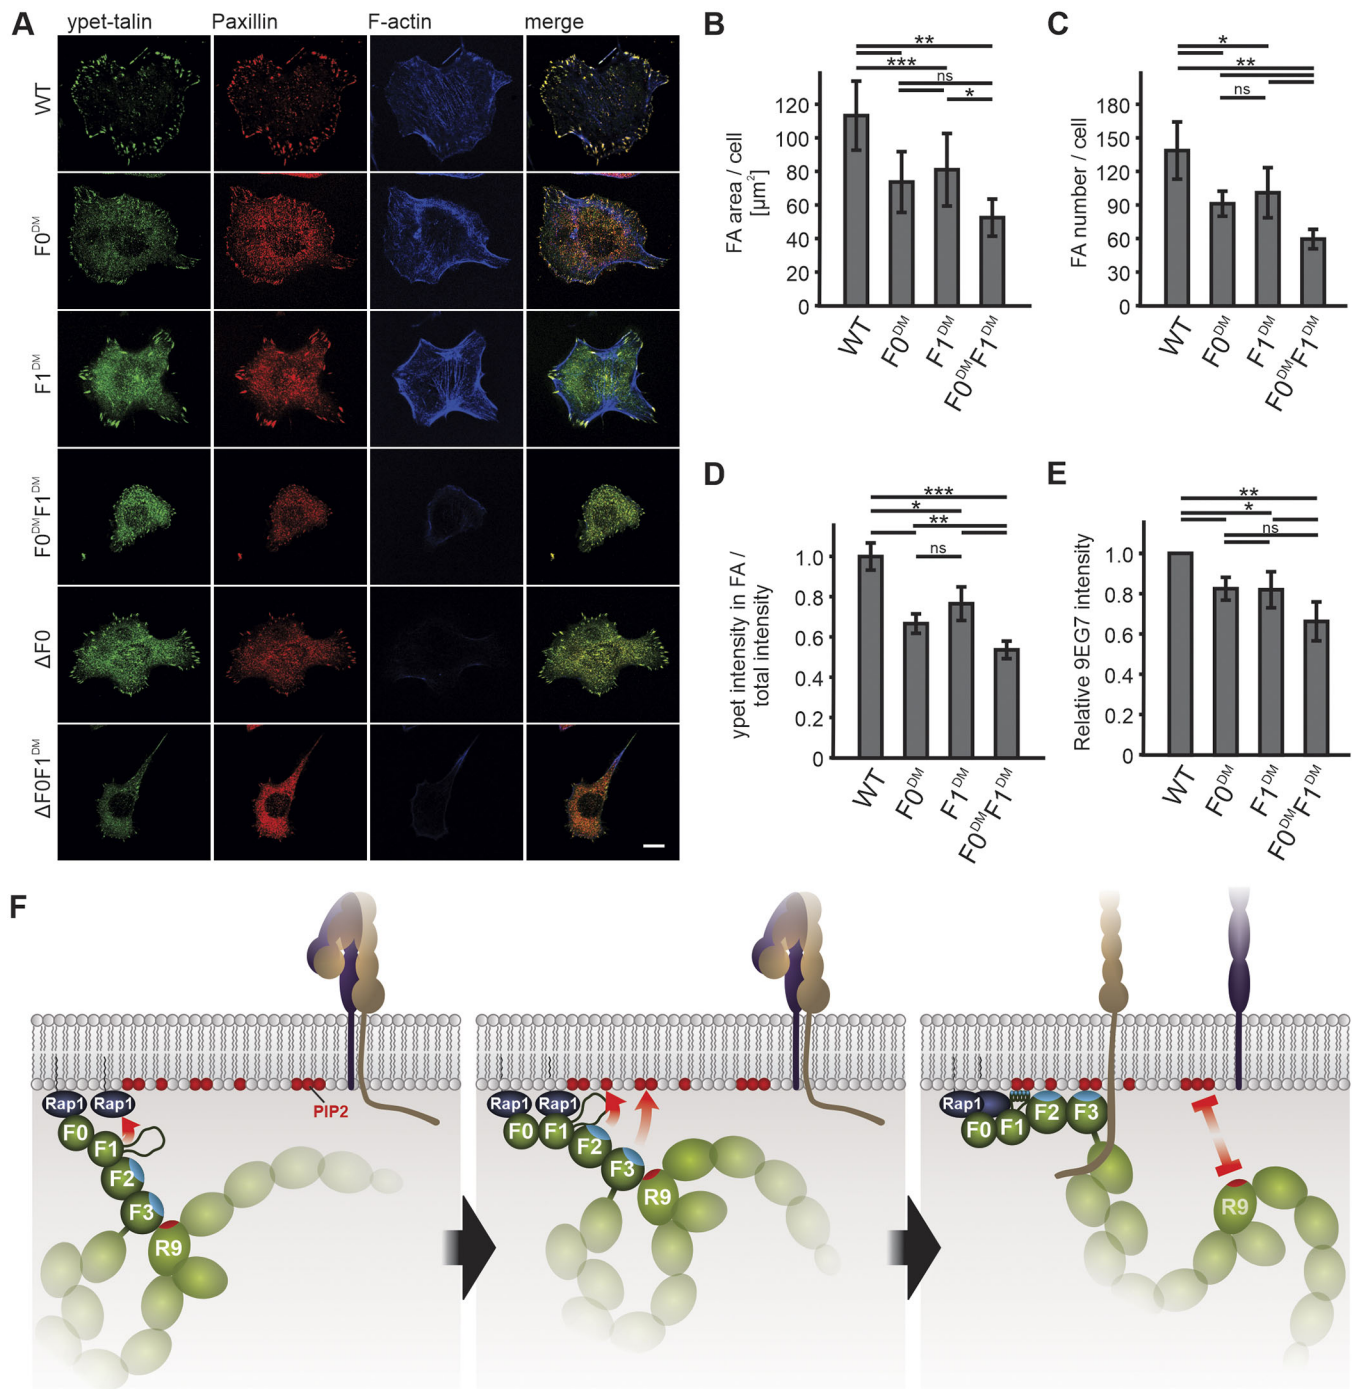 A
ypet-talin Paxillin F-actin merge
WT
F0DM
F1DM
F0DMF1DM
ΔF0
ΔF0F1DM
B
**
***
ns
*
FA area / cell
[µm2]
120
100
80
60
40
20
0
WT F0DM F1DM F0DMF1DM
C
*
**
ns
FA number / cell
180
150
120
90
60
30
0
WT F0DM F1DM F0DMF1DM
D
***
*
**
ns
ypet intensity in FA /
total intensity
1.0
0.8
0.6
0.4
0.2
0
WT F0DM F1DM F0DMF1DM
E
**
*
ns
Relative 9EG7 intensity
1.0
0.8
0.6
0.4
0.2
0
WT F0DM F1DM F0DMF1DM
F
Rap1 Rap1
PIP2
F0
F1
F2
F3
R9
Rap1 Rap1
F0 F1
F2
F3
R9
Rap1
F0 F1 F2 F3
R9